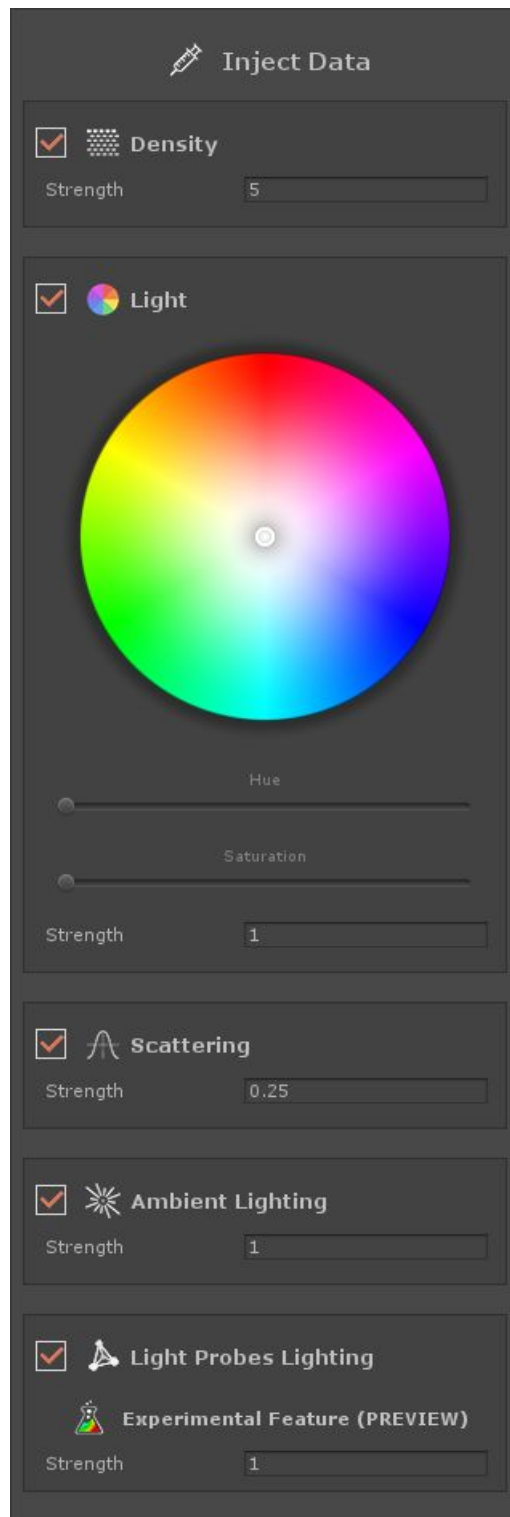 Inject Data
Density
Strength 5
Light
Hue
Saturation
Strength 1
Scattering
Strength 0.25
Ambient Lighting
Strength 1
Light Probes Lighting
Experimental Feature (PREVIEW)
Strength 1